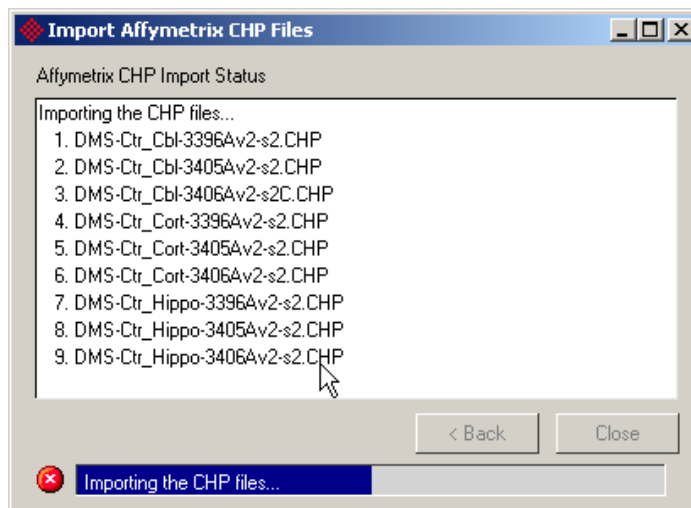 Import Affymetrix CHP Files
Affymetrix CHP Import Status
Importing the CHP files...
1. DMS-Ctr_Cbl-3396Av2-s2.CHP
2. DMS-Ctr_Cbl-3405Av2-s2.CHP
3. DMS-Ctr_Cbl-3406Av2-s2C.CHP
4. DMS-Ctr_Cort-3396Av2-s2.CHP
5. DMS-Ctr_Cort-3405Av2-s2.CHP
6. DMS-Ctr_Cort-3406Av2-s2.CHP
7. DMS-Ctr_Hippo-3396Av2-s2.CHP
8. DMS-Ctr_Hippo-3405Av2-s2.CHP
9. DMS-Ctr_Hippo-3406Av2-s2.CHP
< Back Close
Importing the CHP files...